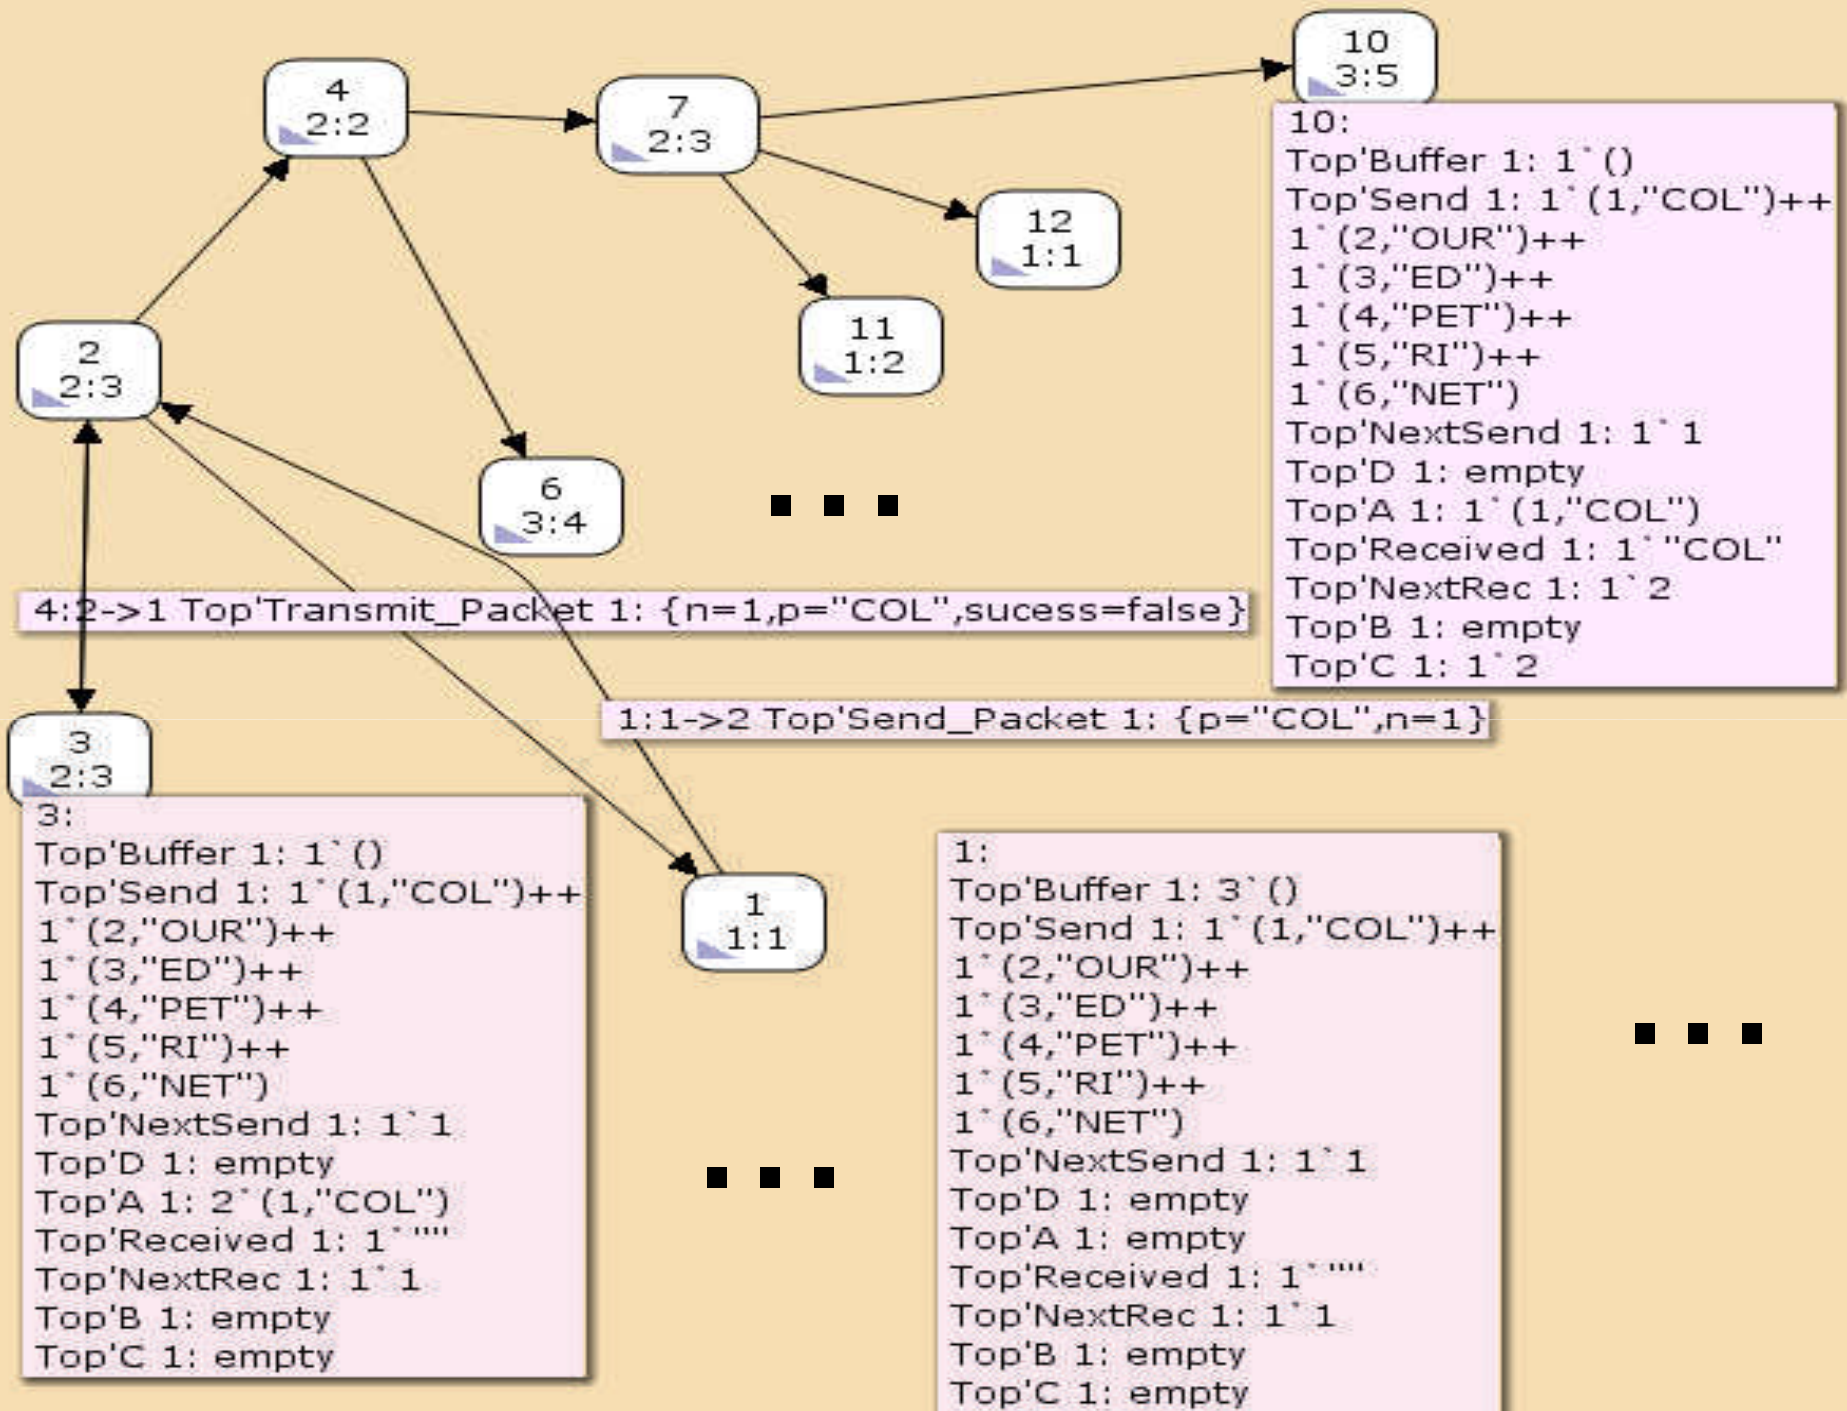 10
3:5
4
2:2
7
2:3
10:
Top'Buffer 1: 1`()
Top'Send 1: 1`(1,"COL")++
1`(2,"OUR")++
1`(3,"ED")++
1`(4,"PET")++
1`(5,"RI")++
1`(6,"NET")
Top'NextSend 1: 1`1
Top'D 1: empty
Top'A 1: 1`(1,"COL")
Top'Received 1: 1`"COL"
Top'NextRec 1: 1`2
Top'B 1: empty
Top'C 1: 1`2
12
1:1
11
1:2
2
2:3
6
3:4
4:2->1 Top'Transmit_Packet 1: {n=1,p="COL",sucess=false}
1:1->2 Top'Send_Packet 1: {p="COL",n=1}
3
2:3
3:
Top'Buffer 1: 1`()
Top'Send 1: 1`(1,"COL")++
1`(2,"OUR")++
1`(3,"ED")++
1`(4,"PET")++
1`(5,"RI")++
1`(6,"NET")
Top'NextSend 1: 1`1
Top'D 1: empty
Top'A 1: 2`(1,"COL")
Top'Received 1: 1`""
Top'NextRec 1: 1`1
Top'B 1: empty
Top'C 1: empty
1
1:1
1:
Top'Buffer 1: 3`()
Top'Send 1: 1`(1,"COL")++
1`(2,"OUR")++
1`(3,"ED")++
1`(4,"PET")++
1`(5,"RI")++
1`(6,"NET")
Top'NextSend 1: 1`1
Top'D 1: empty
Top'A 1: empty
Top'Received 1: 1`""
Top'NextRec 1: 1`1
Top'B 1: empty
Top'C 1: empty